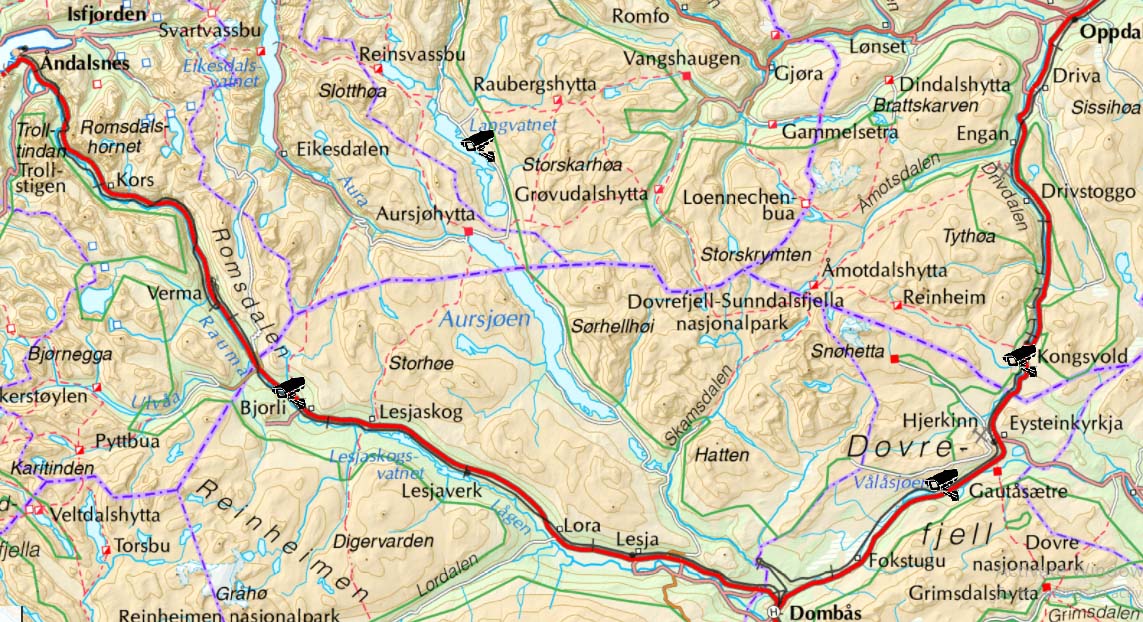 Isfjorden
Romfo
Oppdal
Svartvassbu
Lønset
Reinsvassbu
Vangshaugen
Åndalsnes
Eikesdals-
vatnet
Gjøra
Driva
Raubergshytta
Dindalshytta
Slotthøa
Brattskarven
Sissihøa
Langvatnet
Troll-
tindan
Romsdals-
hornet
Gammelsetra
Engan
Eikesdalen
Storskarhøa
Troll-
stigen
Kors
Grøvudalshytta
Loennechen-
bua
Åmotsdalen
Drivdalen
Drivstoggo
Aura
Aursjøhytta
Tythøa
Romsdalen
Storskrymten
Åmotdalshytta
Verma
Dovrefjell-Sunndalsfjella
nasjonalpark
Reinheim
Rauma
Aursjøen
Sørhellhøi
Bjørnegga
Storhøe
Snøhetta
Kongsvold
kerstøylen
Ulvåa
Bjorli
Lesjaskog
Skamsdalen
Hjerkinn
Eysteinkyrkja
Pyttbua
Dovre-
fjell
Karitinden
Lesjaskogs-
vatnet
Hatten
Lesjaverk
Vålåsjøen
Gautåsætre
Reinheimen
Veltdalshytta
Lågen
Lora
Lesja
fjella
Torsbu
Digervarden
Fokstugu
Dovre
nasjonalpark
Lordalen
Gråhø
Grimsdalshytta
Reinheimen nasjonalpark
H
Dombås
Grimsdalen